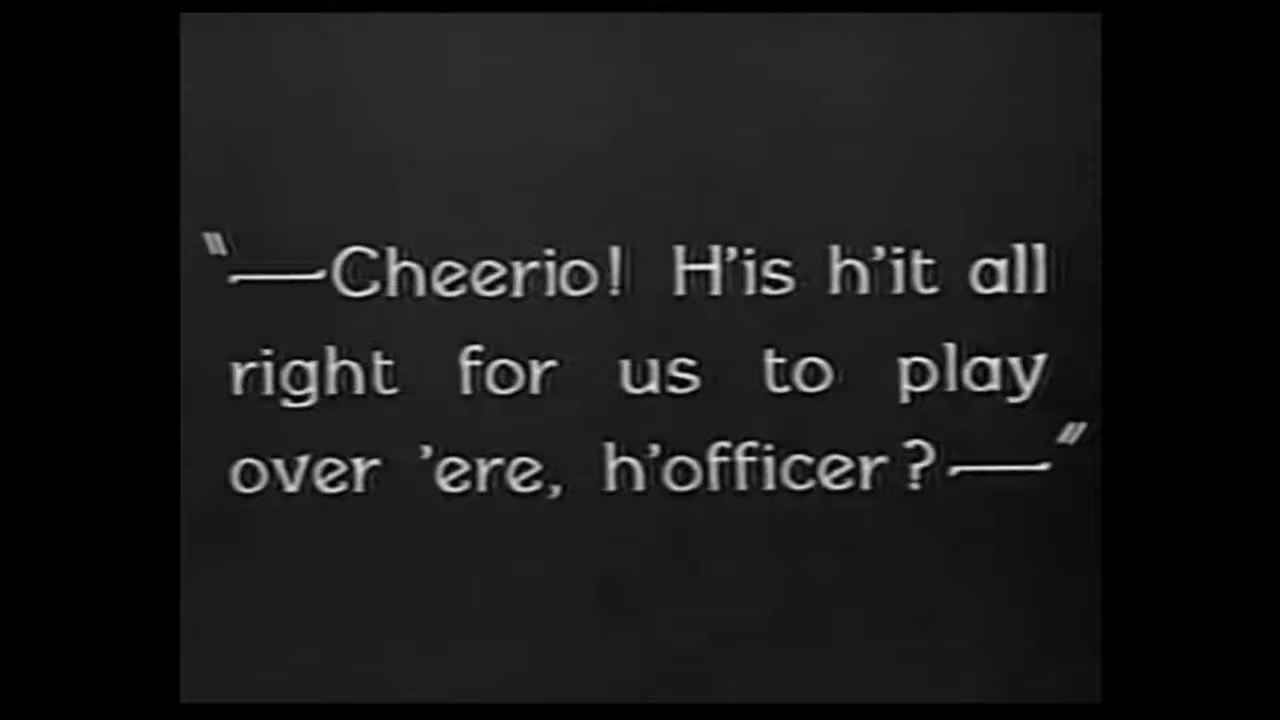 "—Cheerio! H'is h'it all
right for us to play
over 'ere, h'officer?—"